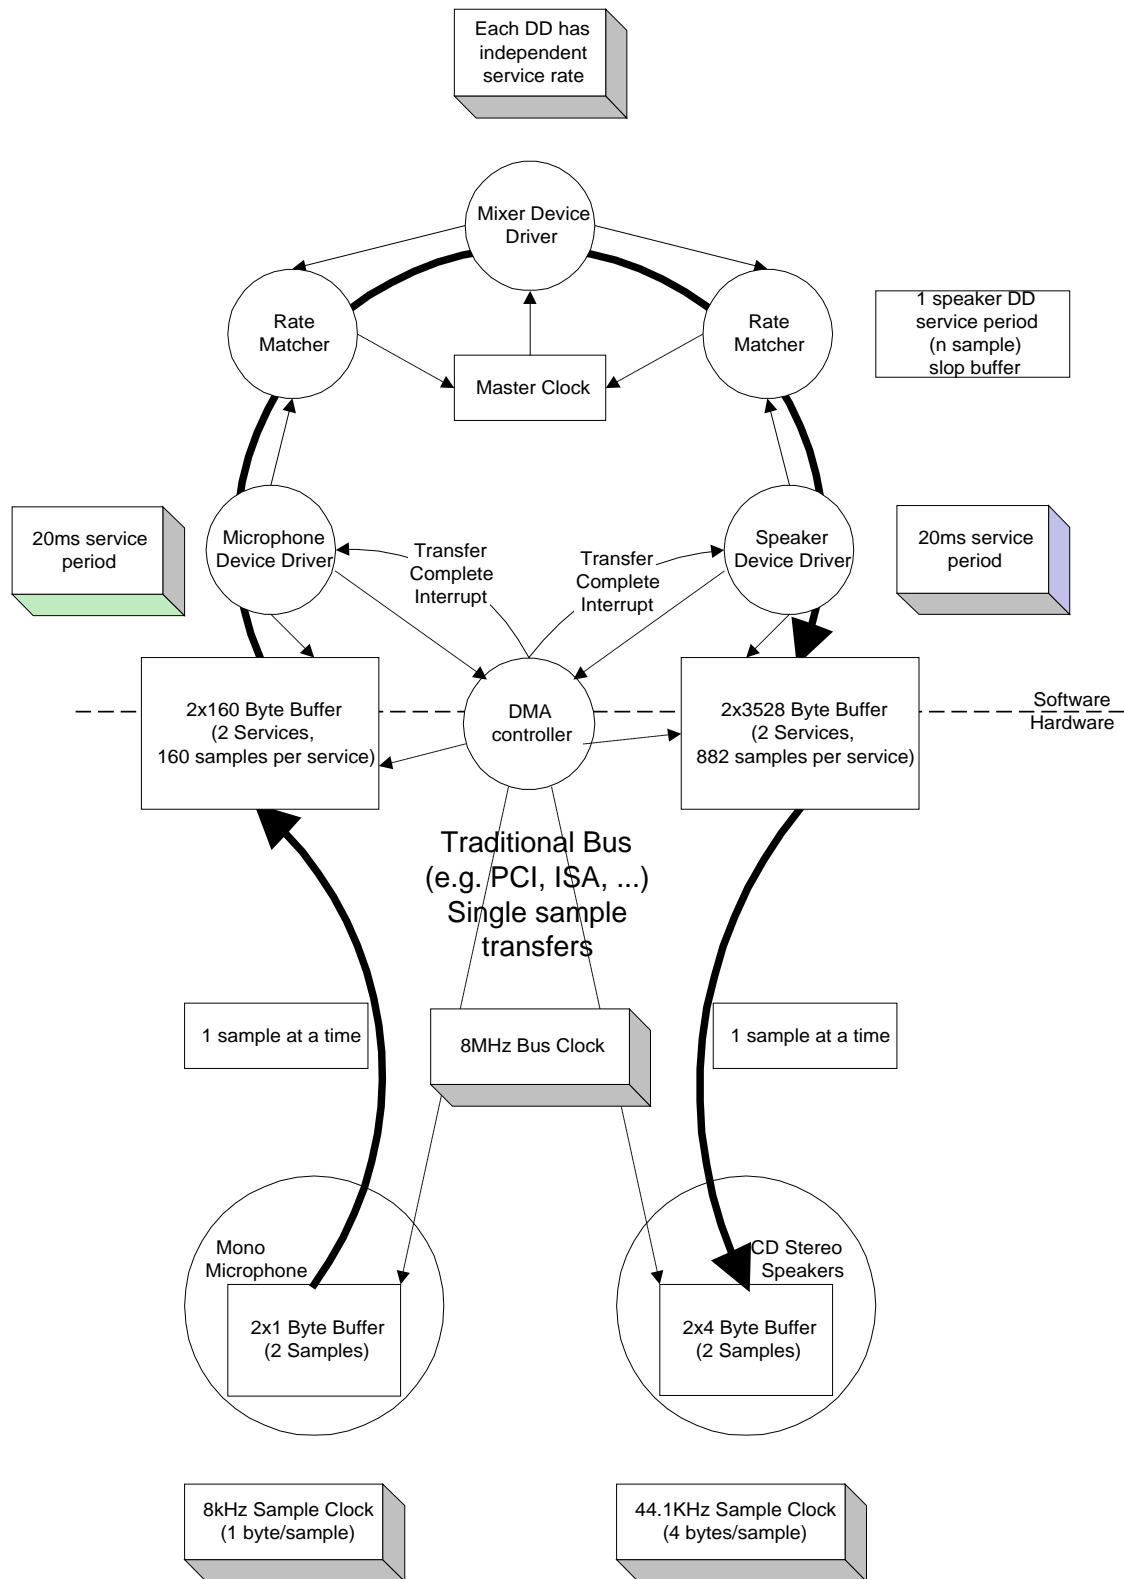 Each DD has
independent
service rate
Mixer Device
Driver
Rate
Matcher
Rate
Matcher
1 speaker DD
service period
(n sample)
slop buffer
Master Clock
20ms service
period
Microphone
Device Driver
Transfer
Complete
Interrupt
Transfer
Complete
Interrupt
Speaker
Device Driver
20ms service
period
2x160 Byte Buffer
(2 Services,
160 samples per service)
DMA
controller
2x3528 Byte Buffer
(2 Services,
882 samples per service)
Software
Hardware
Traditional Bus
(e.g. PCI, ISA, ...)
Single sample
transfers
1 sample at a time
8MHz Bus Clock
1 sample at a time
Mono
Microphone
2x1 Byte Buffer
(2 Samples)
CD Stereo
Speakers
2x4 Byte Buffer
(2 Samples)
8kHz Sample Clock
(1 byte/sample)
44.1KHz Sample Clock
(4 bytes/sample)